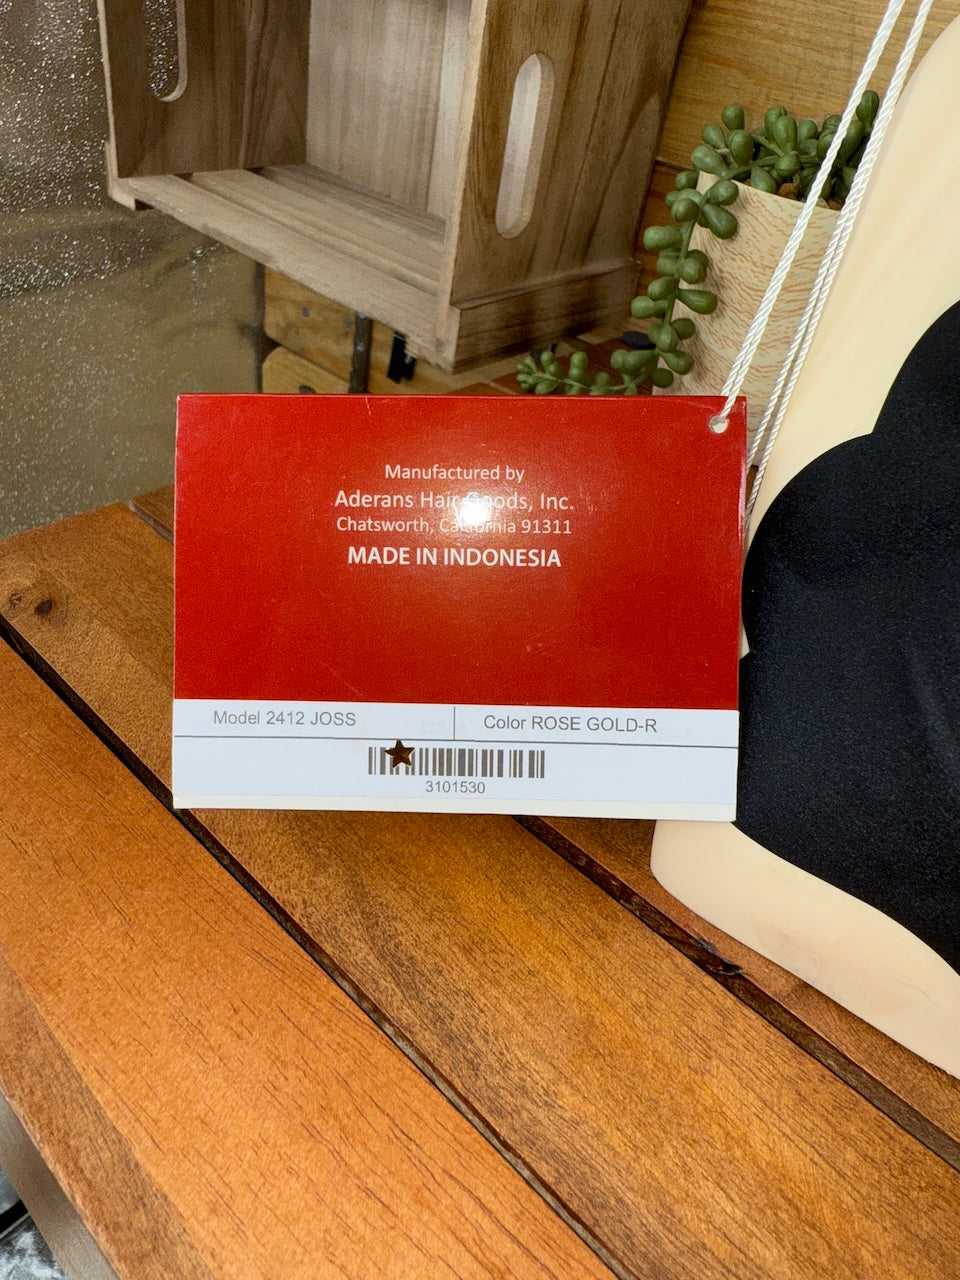 Manufactured by
Aderans Hair Goods, Inc.
Chatsworth, California 91311
MADE IN INDONESIA
Model 2412 JOSS
Color ROSE GOLD-R
3101530